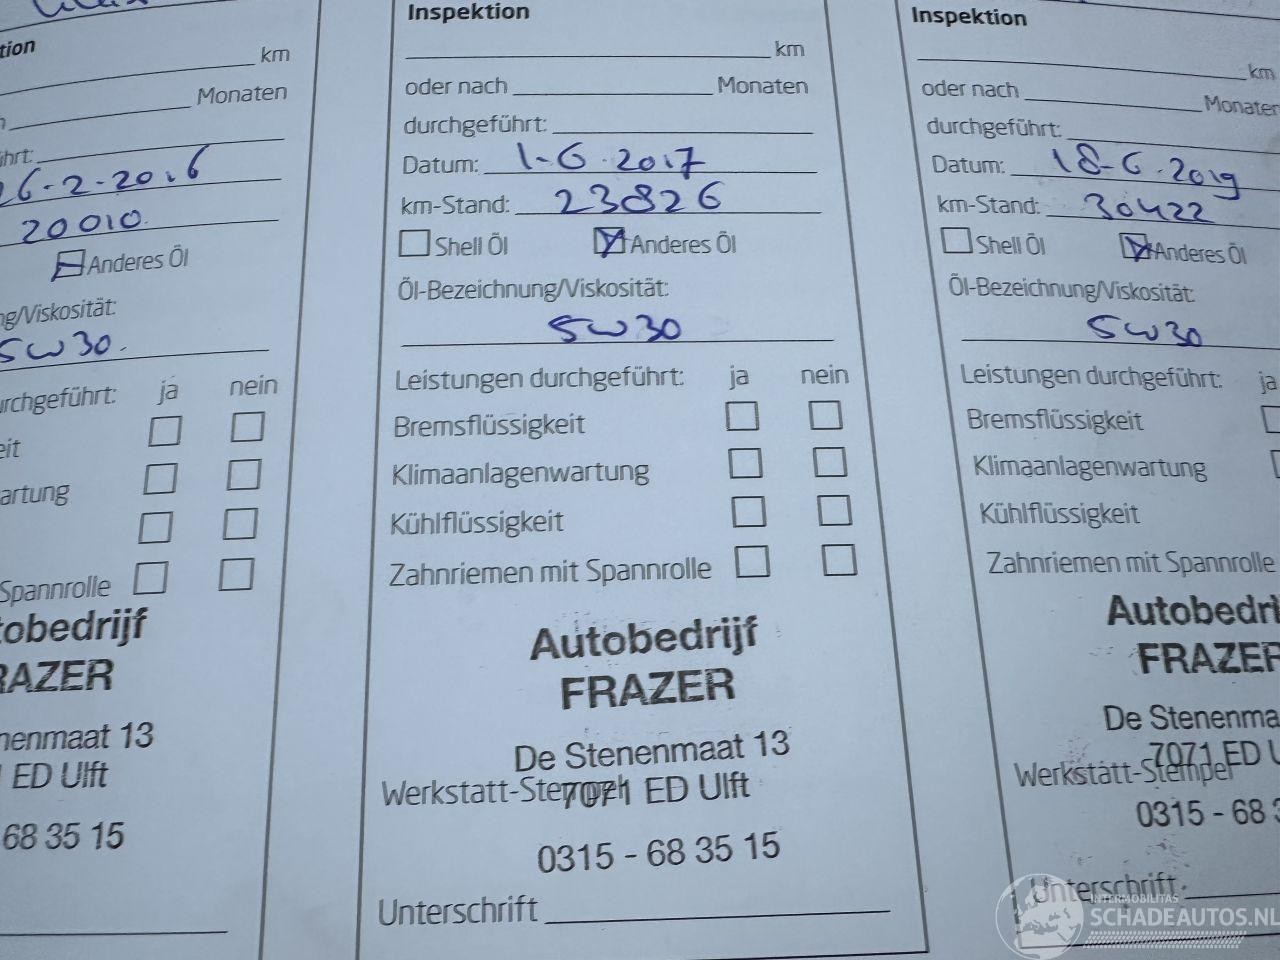 tion
km
Monaten
hrt:
26-2-2016
20010.
Anderes Öl
ng/Viskosität:
5W30.
urchgeführt: ja nein
eit
artung
Spannrolle
tobedrijf
RAZER
nenmaat 13
ED Ulft
68 35 15
Inspektion
km
oder nach Monaten
durchgeführt:
Datum: 1-6-2017
km-Stand: 23826
Shell Öl Anderes Öl
Öl-Bezeichnung/Viskosität:
5W30
Leistungen durchgeführt: ja nein
Bremsflüssigkeit
Klimaanlagenwartung
Kühlflüssigkeit
Zahnriemen mit Spannrolle
Autobedrijf
FRAZER
De Stenenmaat 13
Werkstatt-Stempel
7071 ED Ulft
0315 - 68 35 15
Unterschrift
Inspektion
km
oder nach Monaten
durchgeführt:
Datum: 18-6-2019
km-Stand: 30422
Shell Öl Anderes Öl
Öl-Bezeichnung/Viskosität:
5W30
Leistungen durchgeführt: ja
Bremsflüssigkeit
Klimaanlagenwartung
Kühlflüssigkeit
Zahnriemen mit Spannrolle
Autobedri
FRAZER
De Stenenma
7071 ED U
Werkstatt-Stempel
0315 - 68 3
Unterschrift
INTERMOBILITAS
SCHADEAUTOS.NL